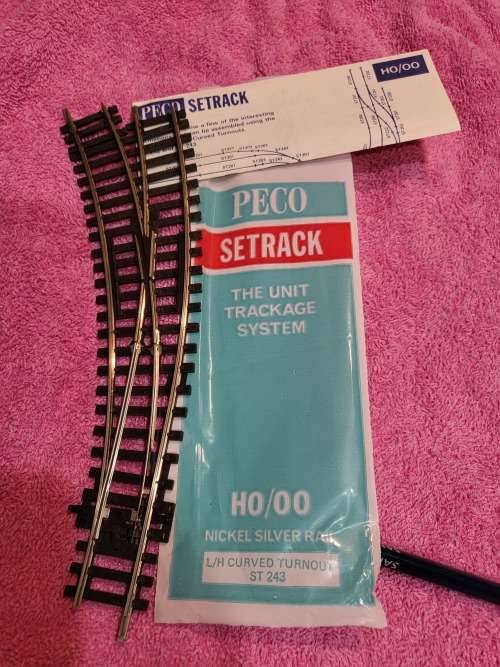 PECO SETRACK
HO/OO
w a few of the interesting
n be assembled using the
Curved Turnouts.
243
PECO
SETRACK
THE UNIT
TRACKAGE
SYSTEM
HO/OO
NICKEL SILVER RAIL
L/H CURVED TURNOUT
ST 243